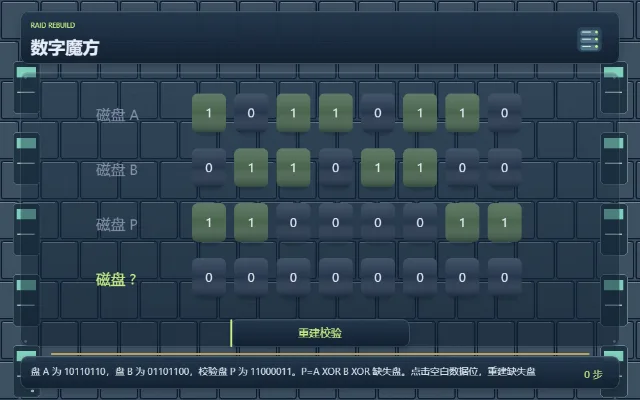 RAID REBUILD
数字魔方
磁盘 A 1 0 1 1 0 1 1 0
磁盘 B 0 1 1 0 1 1 0 0
磁盘 P 1 1 0 0 0 0 1 1
磁盘 ? 0 0 0 0 0 0 0 0
重建校验
盘 A 为 10110110，盘 B 为 01101100，校验盘 P 为 11000011。P=A XOR B XOR 缺失盘。点击空白数据位，重建缺失盘
0 步